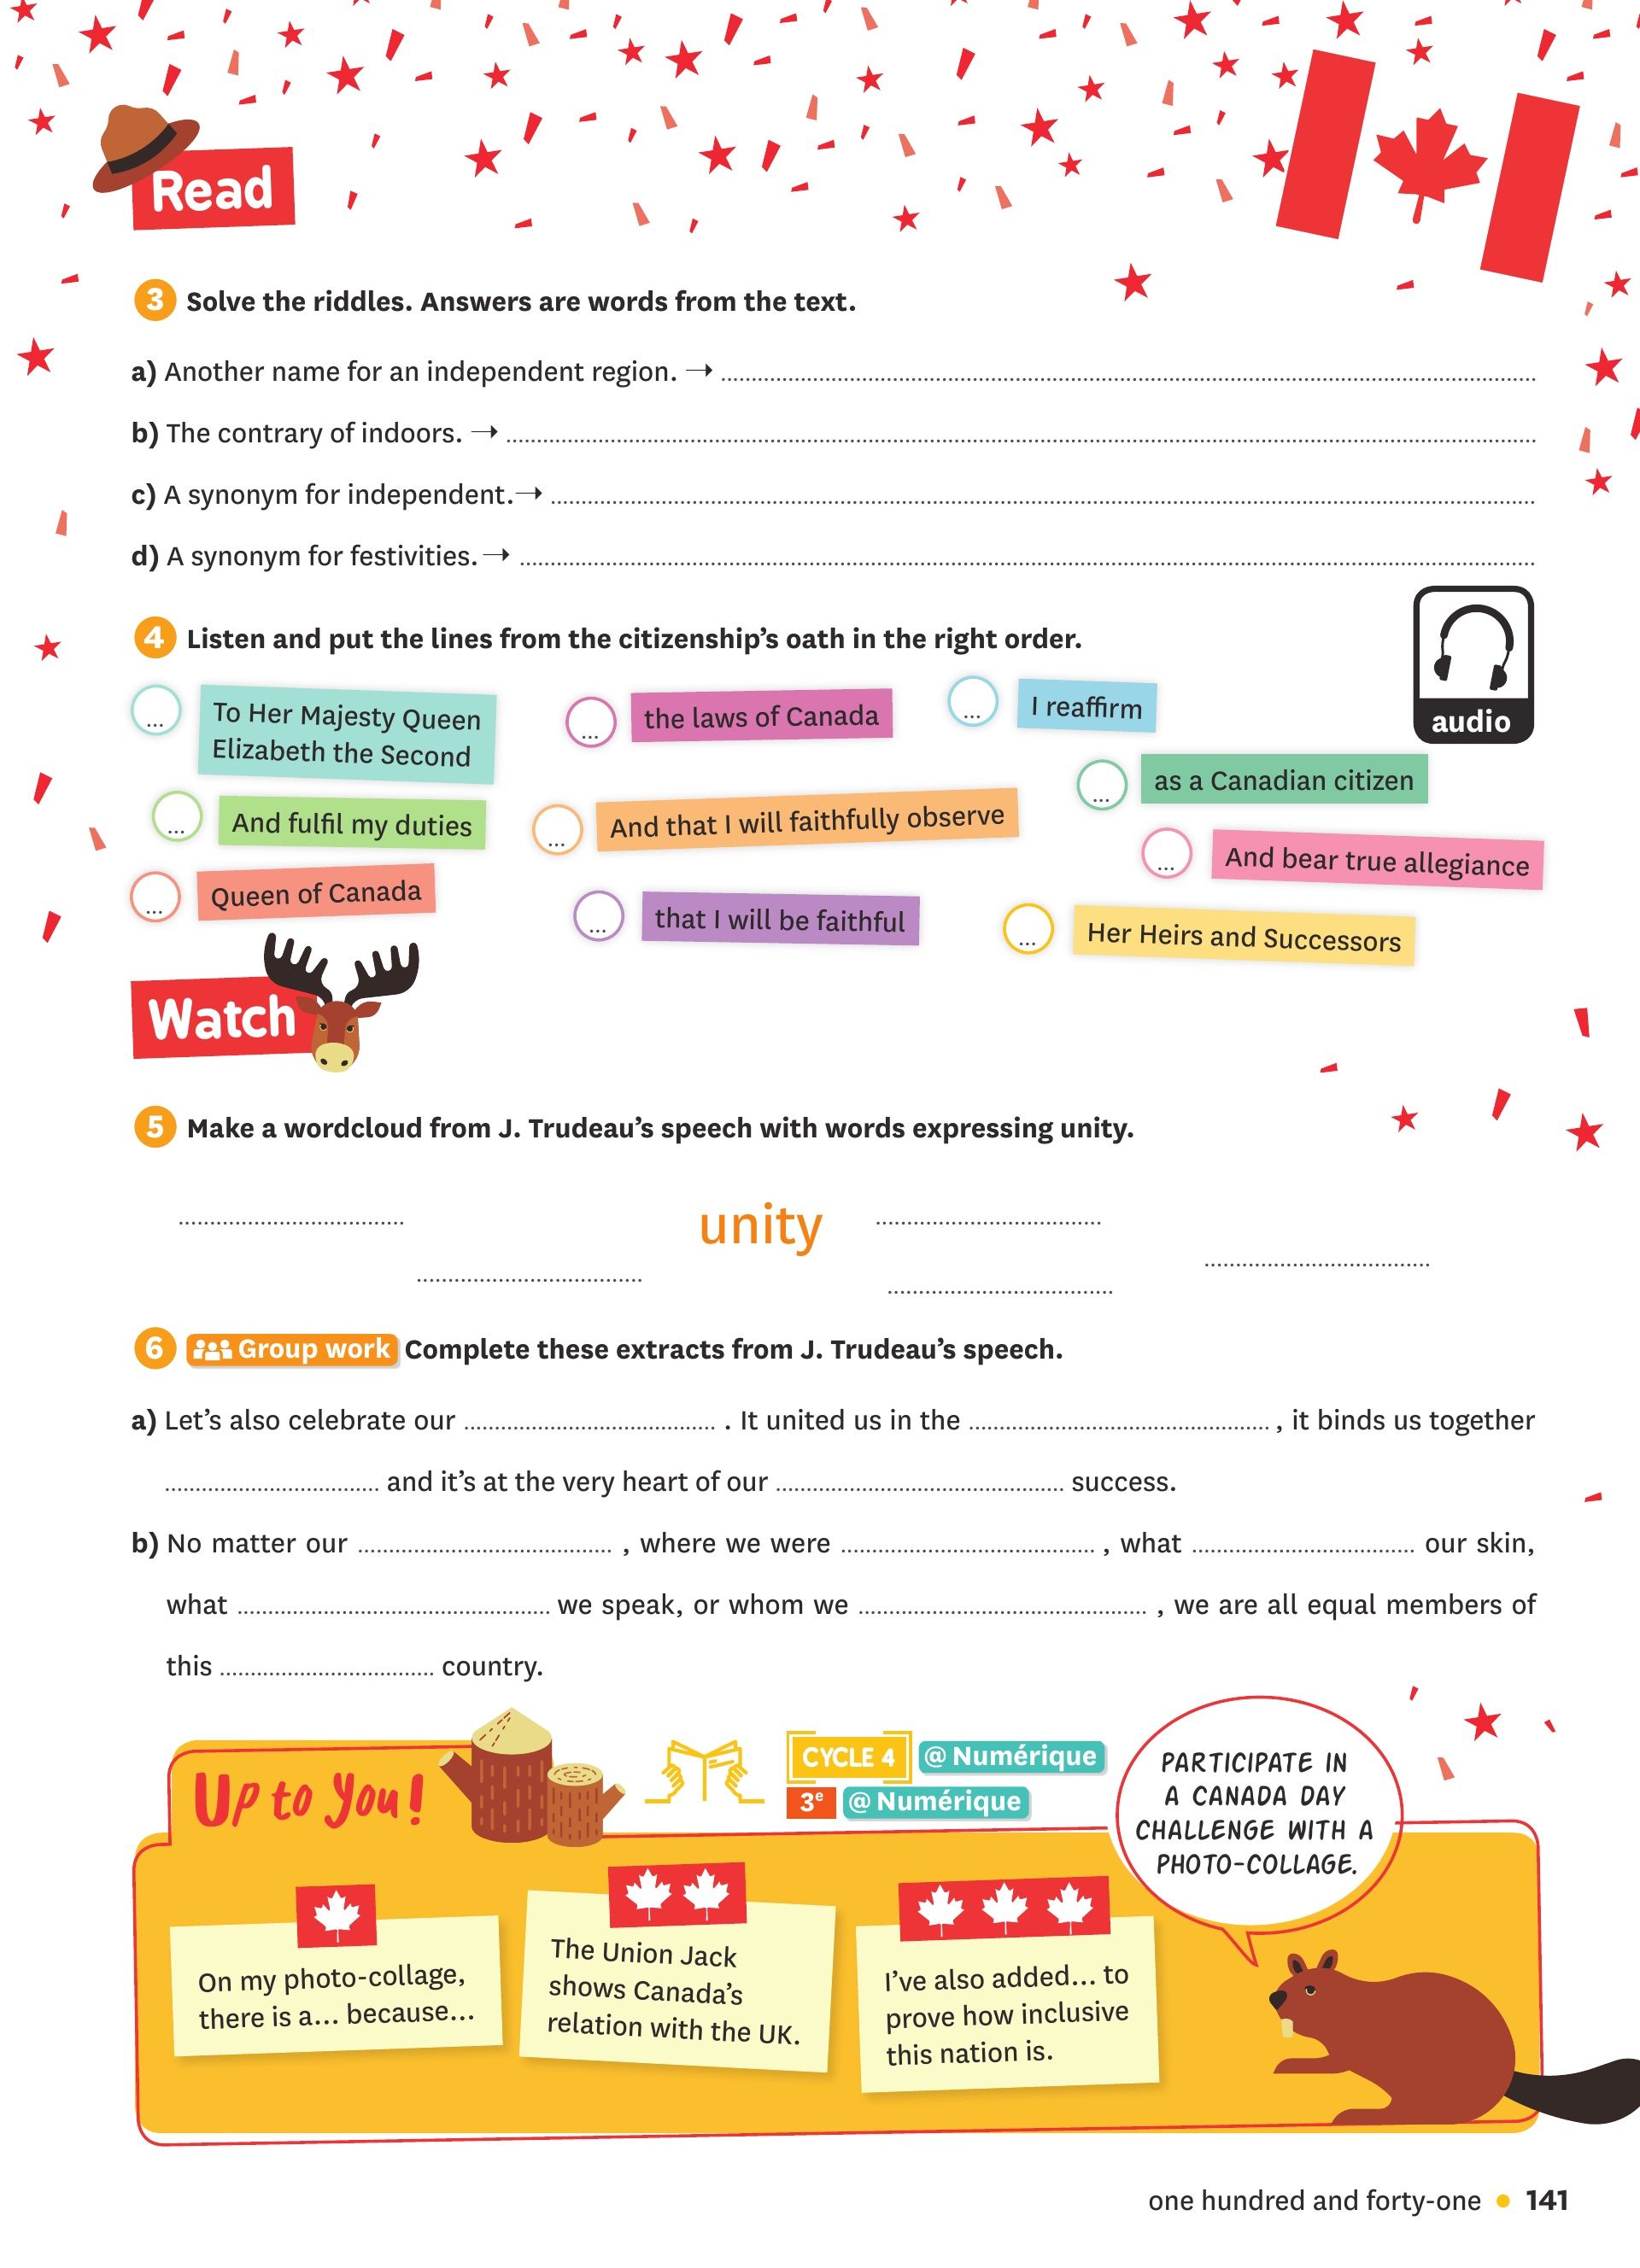 Read
3 Solve the riddles. Answers are words from the text.
a) Another name for an independent region. → ...
b) The contrary of indoors. → ...
c) A synonym for independent.→ ...
d) A synonym for festivities.→ ...
4 Listen and put the lines from the citizenship's oath in the right order.
audio
... To Her Majesty Queen
Elizabeth the Second
... the laws of Canada
... I reaffirm
... as a Canadian citizen
... And fulfil my duties
... And that I will faithfully observe
... And bear true allegiance
... Queen of Canada
... that I will be faithful
... Her Heirs and Successors
Watch
5 Make a wordcloud from J. Trudeau's speech with words expressing unity.
unity
6 Group work Complete these extracts from J. Trudeau's speech.
a) Let's also celebrate our ... . It united us in the ... , it binds us together
... and it's at the very heart of our ... success.
b) No matter our ... , where we were ... , what ... our skin,
what ... we speak, or whom we ... , we are all equal members of
this ... country.
Up to You!
CYCLE 4 @ Numérique
3e @ Numérique
PARTICIPATE IN
A CANADA DAY
CHALLENGE WITH A
PHOTO-COLLAGE.
On my photo-collage,
there is a... because...
The Union Jack
shows Canada's
relation with the UK.
I've also added... to
prove how inclusive
this nation is.
one hundred and forty-one • 141